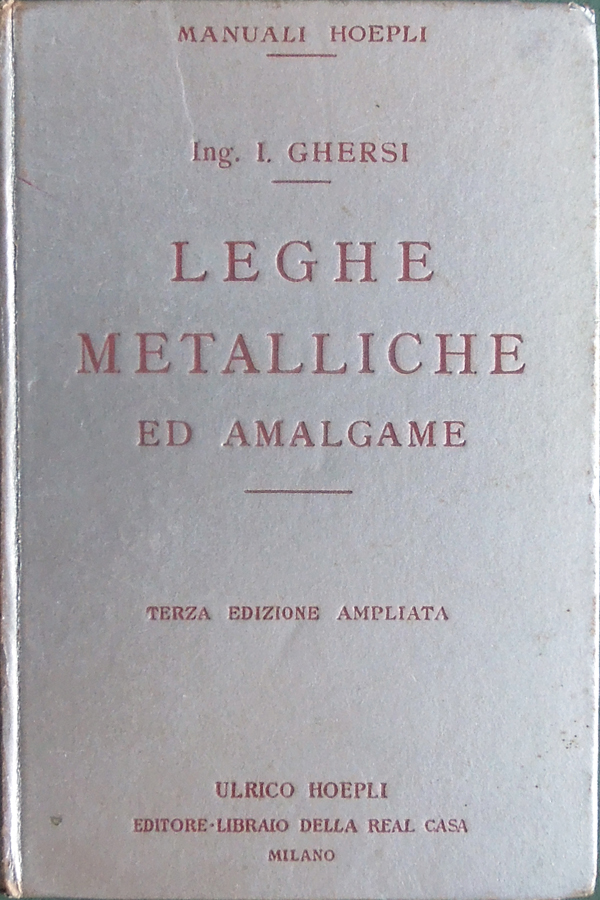 MANUALI HOEPLI
Ing. I. GHERSI
LEGHE
METALLICHE
ED AMALGAME
TERZA EDIZIONE AMPLIATA
ULRICO HOEPLI
EDITORE-LIBRAIO DELLA REAL CASA
MILANO